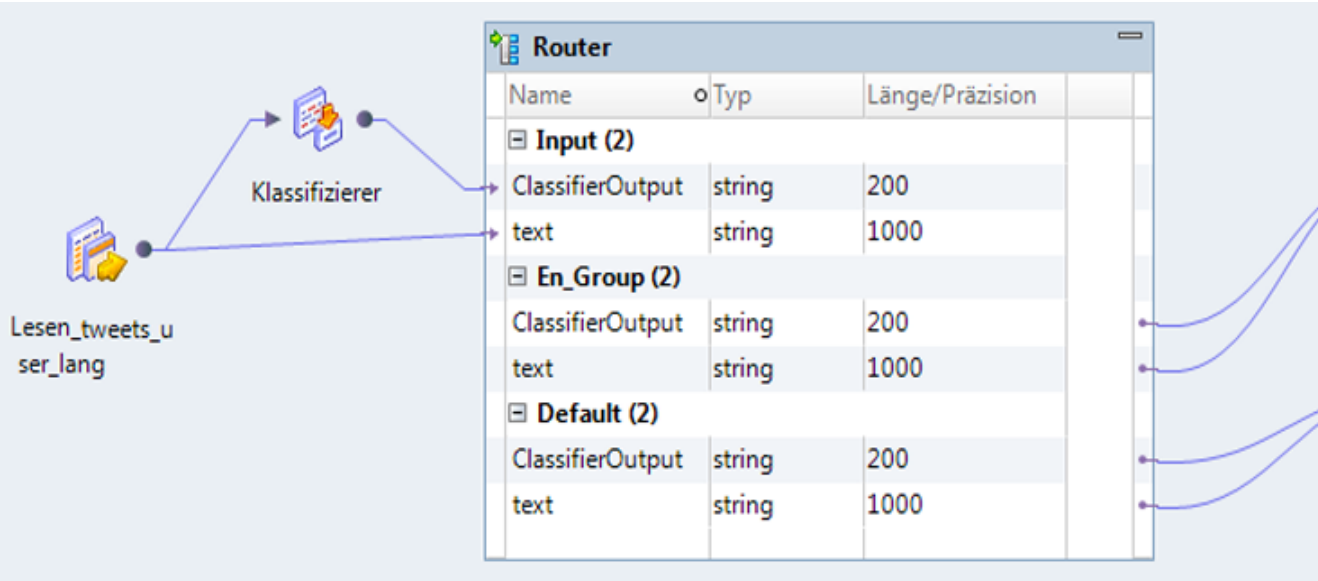 Router
Name Typ Länge/Präzision
Input (2)
ClassifierOutput string 200
text string 1000
En_Group (2)
ClassifierOutput string 200
text string 1000
Default (2)
ClassifierOutput string 200
text string 1000
Klassifizierer
Lesen_tweets_u
ser_lang